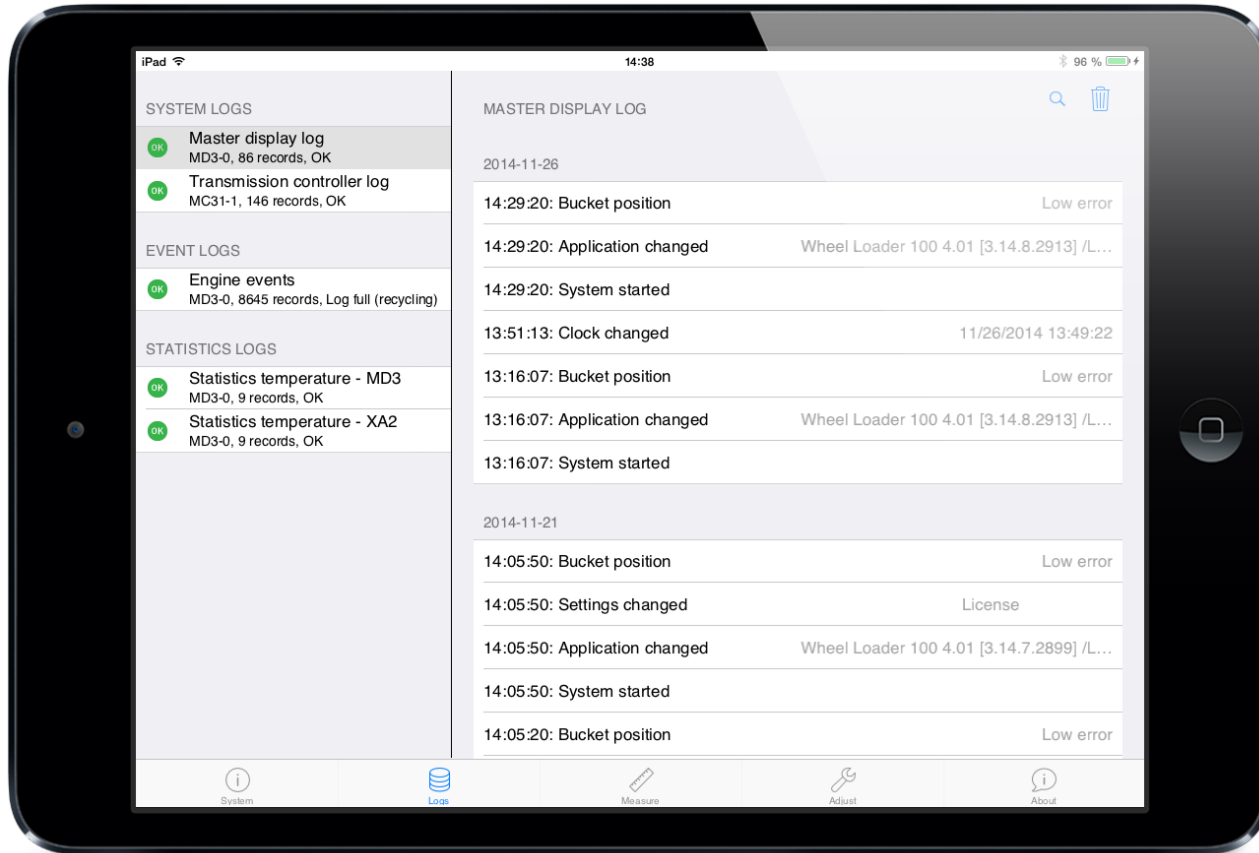 iPad
14:38
96 %
SYSTEM LOGS
OK
Master display log
MD3-0, 86 records, OK
OK
Transmission controller log
MC31-1, 146 records, OK
EVENT LOGS
OK
Engine events
MD3-0, 8645 records, Log full (recycling)
STATISTICS LOGS
OK
Statistics temperature - MD3
MD3-0, 9 records, OK
OK
Statistics temperature - XA2
MD3-0, 9 records, OK
MASTER DISPLAY LOG
2014-11-26
14:29:20: Bucket position Low error
14:29:20: Application changed Wheel Loader 100 4.01 [3.14.8.2913] /L...
14:29:20: System started
13:51:13: Clock changed 11/26/2014 13:49:22
13:16:07: Bucket position Low error
13:16:07: Application changed Wheel Loader 100 4.01 [3.14.8.2913] /L...
13:16:07: System started
2014-11-21
14:05:50: Bucket position Low error
14:05:50: Settings changed License
14:05:50: Application changed Wheel Loader 100 4.01 [3.14.7.2899] /L...
14:05:50: System started
14:05:20: Bucket position Low error
System Logs Measure Adjust About